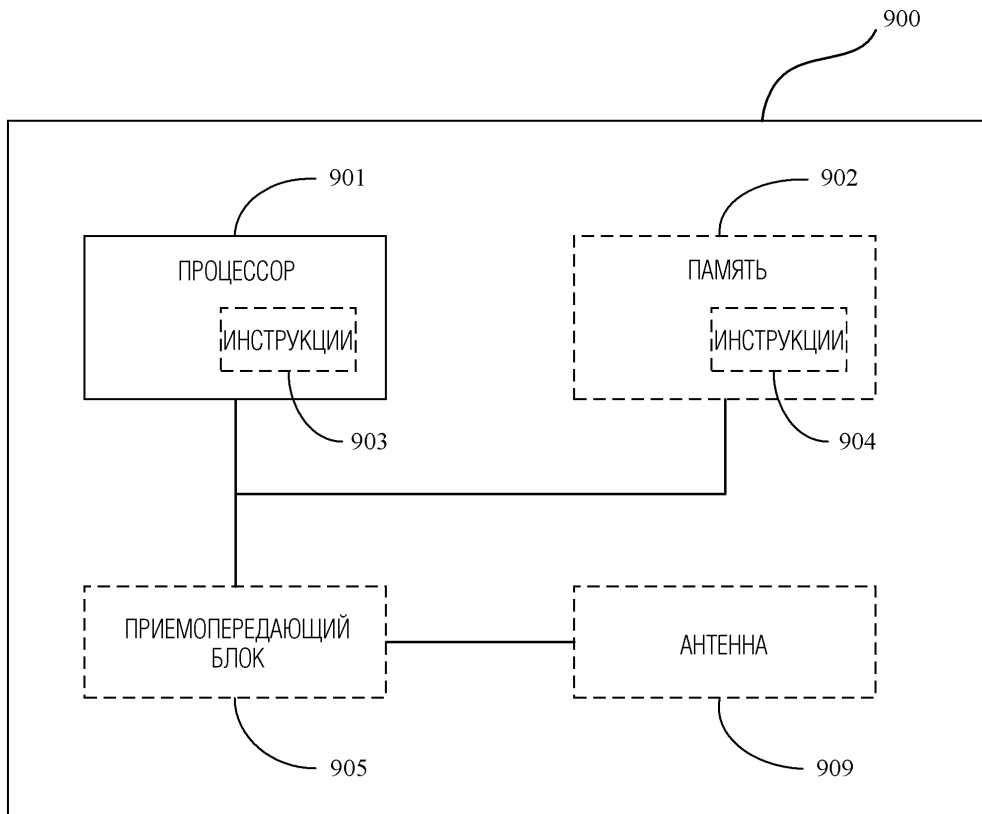 900
901
902
ПРОЦЕССОР
ПАМЯТЬ
ИНСТРУКЦИИ
ИНСТРУКЦИИ
903
904
ПРИЕМОПЕРЕДАЮЩИЙ
БЛОК
АНТЕННА
905
909